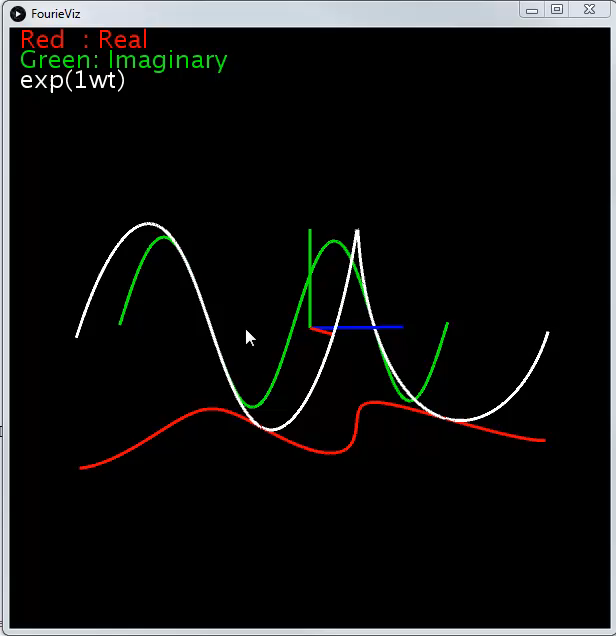 FourieViz
Red  : Real
Green: Imaginary
exp(1wt)